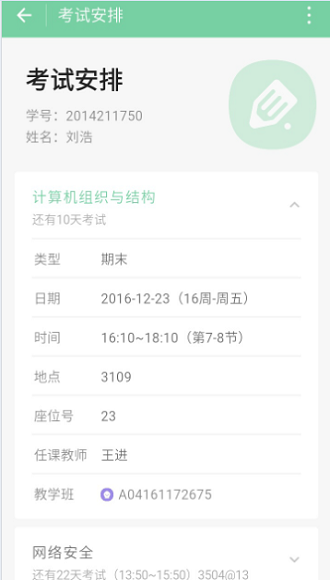 考试安排
考试安排
学号：2014211750
姓名：刘浩
计算机组织与结构
还有10天考试
类型 期末
日期 2016-12-23（16周-周五）
时间 16:10~18:10（第7-8节）
地点 3109
座位号 23
任课教师 王进
教学班 A04161172675
网络安全
还有22天考试（13:50~15:50）3504@13